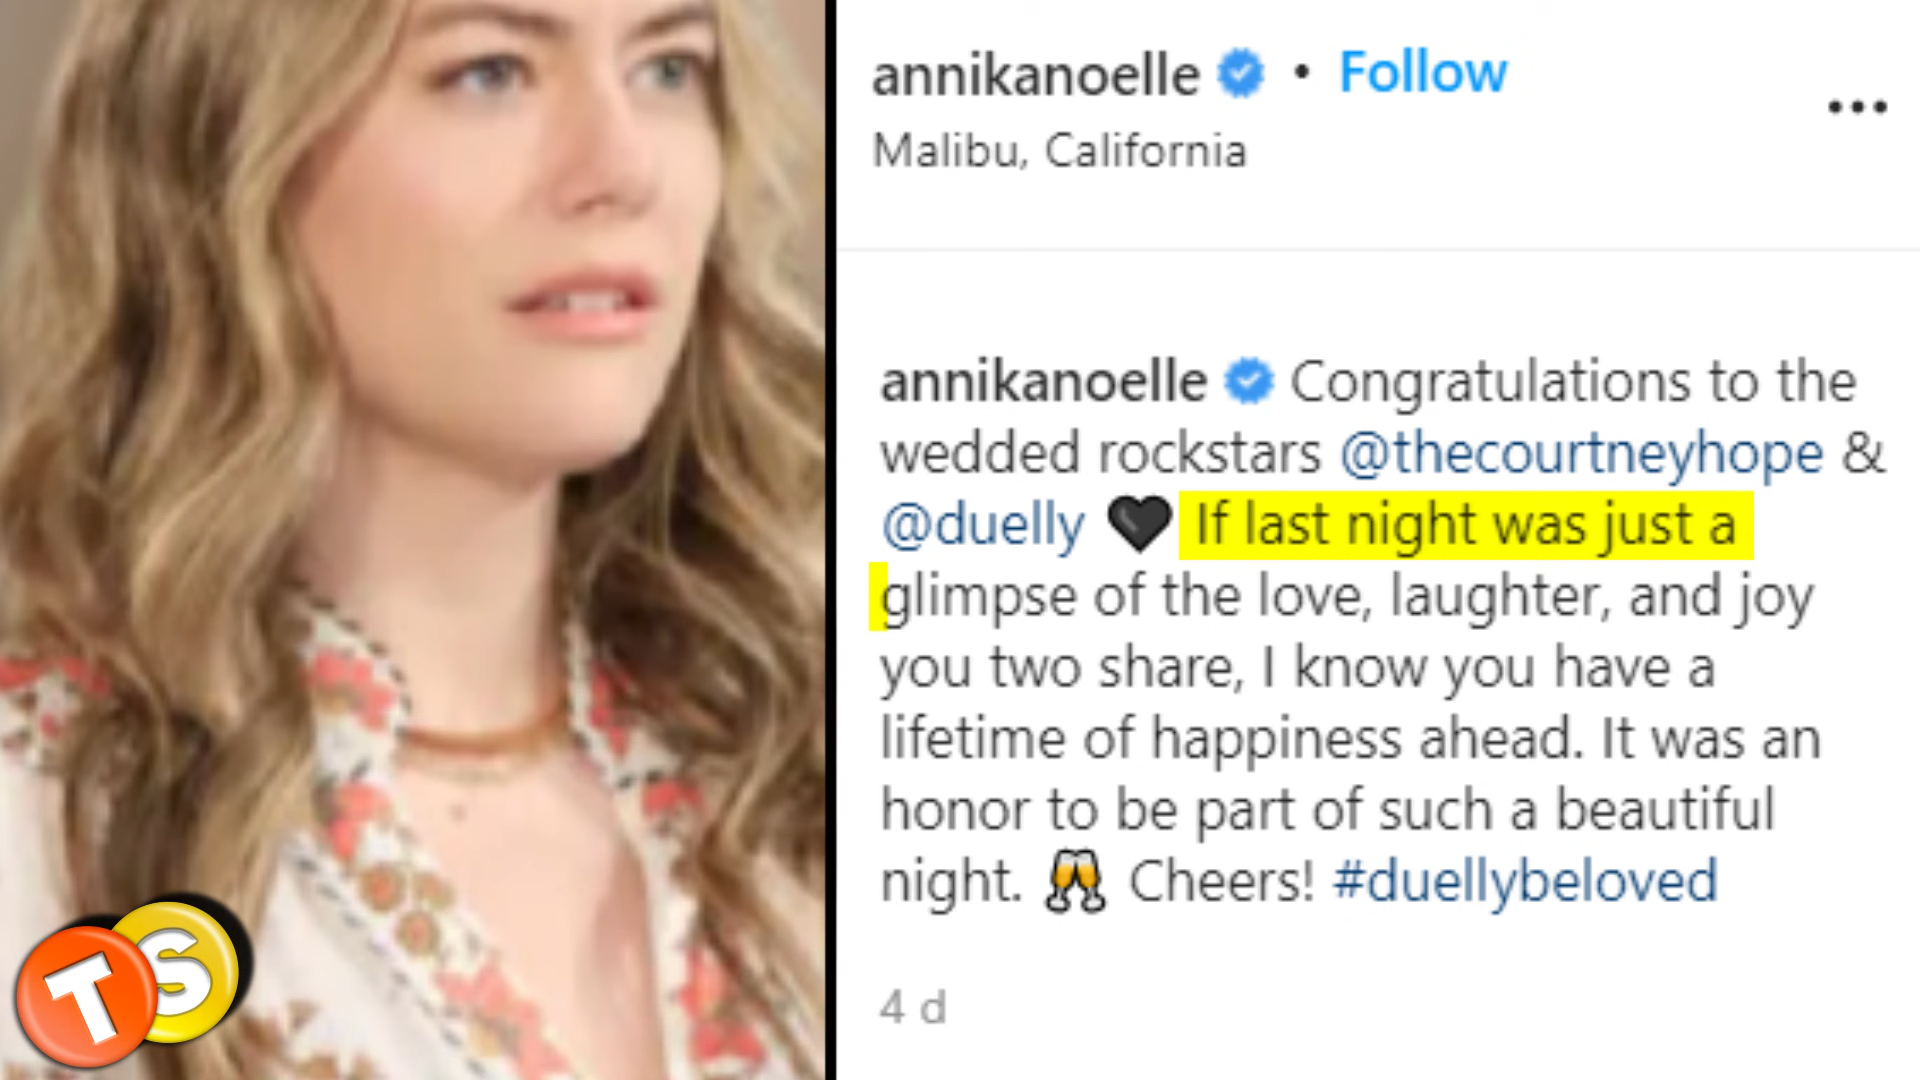 annikanoelle • Follow
Malibu, California
annikanoelle Congratulations to the
wedded rockstars @thecourtneyhope &
@duelly 🖤 If last night was just a
glimpse of the love, laughter, and joy
you two share, I know you have a
lifetime of happiness ahead. It was an
honor to be part of such a beautiful
night. 🥂 Cheers! #duellybeloved
4 d
TS